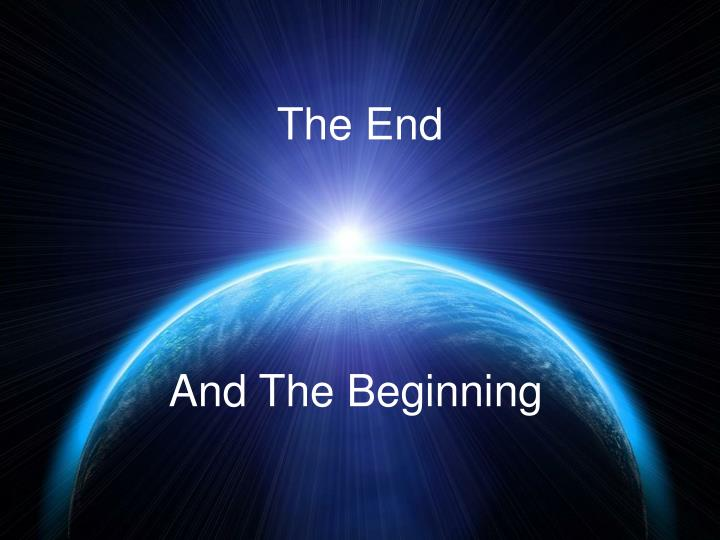 The End
And The Beginning